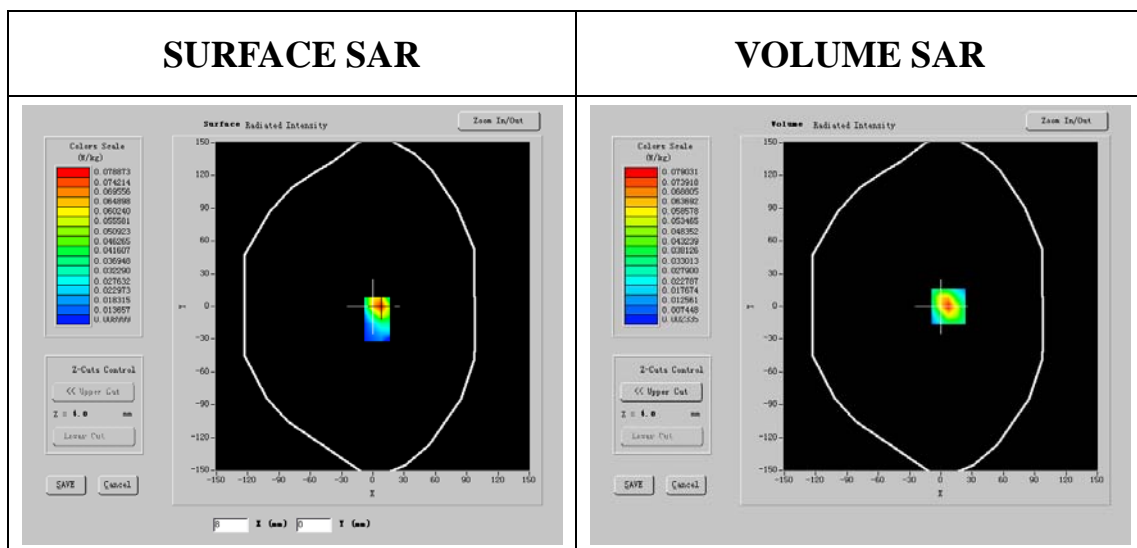 SURFACE SAR
VOLUME SAR
Surface Radiated Intensity
Zoom In/Out
Colors Scale
(W/kg)
0.078873
0.074214
0.069556
0.064898
0.060240
0.055581
0.050923
0.046265
0.041607
0.036948
0.032290
0.027632
0.022973
0.018315
0.013657
0.008999
Z-Cuts Control
<< Upper Cut
Z = 4.0 mm
Lower Cut
SAVE
Cancel
150
120
90
60
30
0
-30
-60
-90
-120
-150
Y
-150 -120 -90 -60 -30 0 30 60 90 120 150
X
8 X (mm) 0 Y (mm)
Volume Radiated Intensity
Zoom In/Out
Colors Scale
(W/kg)
0.079031
0.073918
0.068805
0.063692
0.058578
0.053465
0.048352
0.043239
0.038126
0.033013
0.027900
0.022787
0.017674
0.012561
0.007448
0.002335
Z-Cuts Control
<< Upper Cut
Z = 4.0 mm
Lower Cut
SAVE
Cancel
150
120
90
60
30
0
-30
-60
-90
-120
-150
Y
-150 -120 -90 -60 -30 0 30 60 90 120 150
X